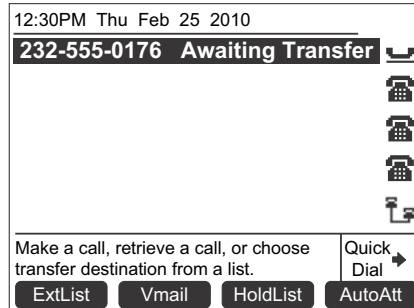 12:30PM Thu Feb 25 2010
232-555-0176 Awaiting Transfer
Make a call, retrieve a call, or choose
transfer destination from a list.
Quick
Dial
ExtList Vmail HoldList AutoAtt